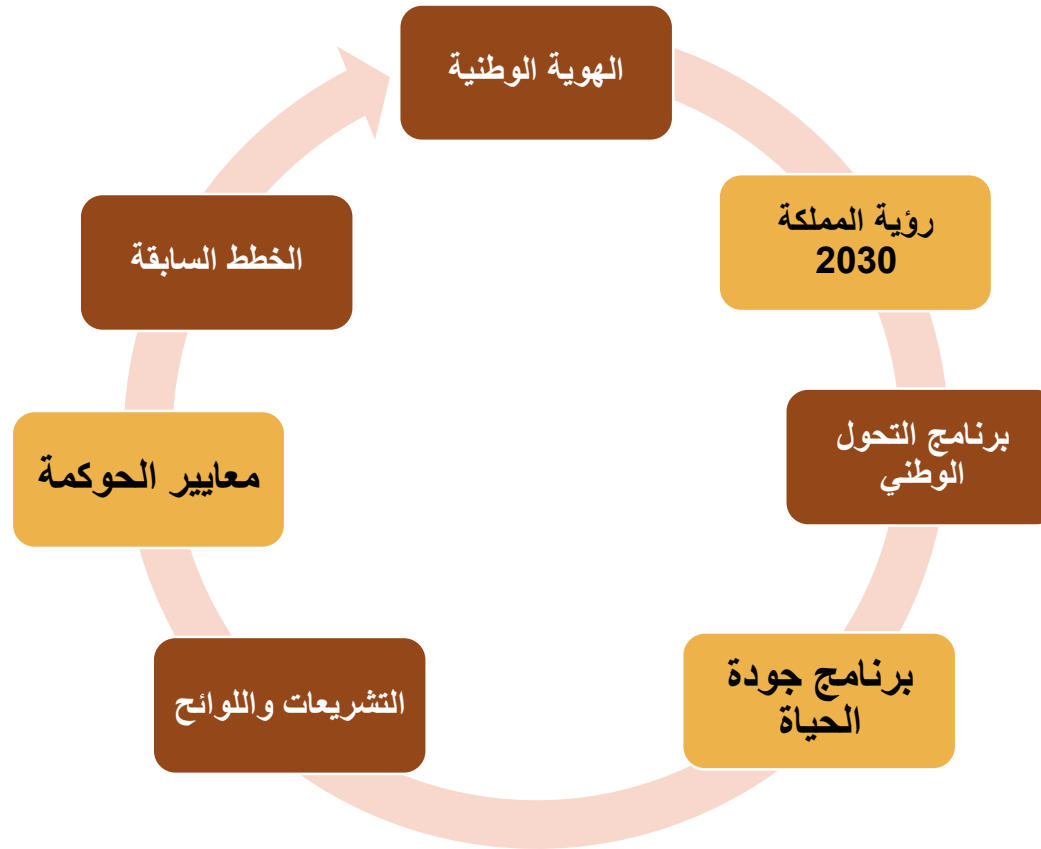 الهوية الوطنية
رؤية المملكة
2030
برنامج التحول
الوطني
برنامج جودة
الحياة
التشريعات واللوائح
معايير الحوكمة
الخطط السابقة